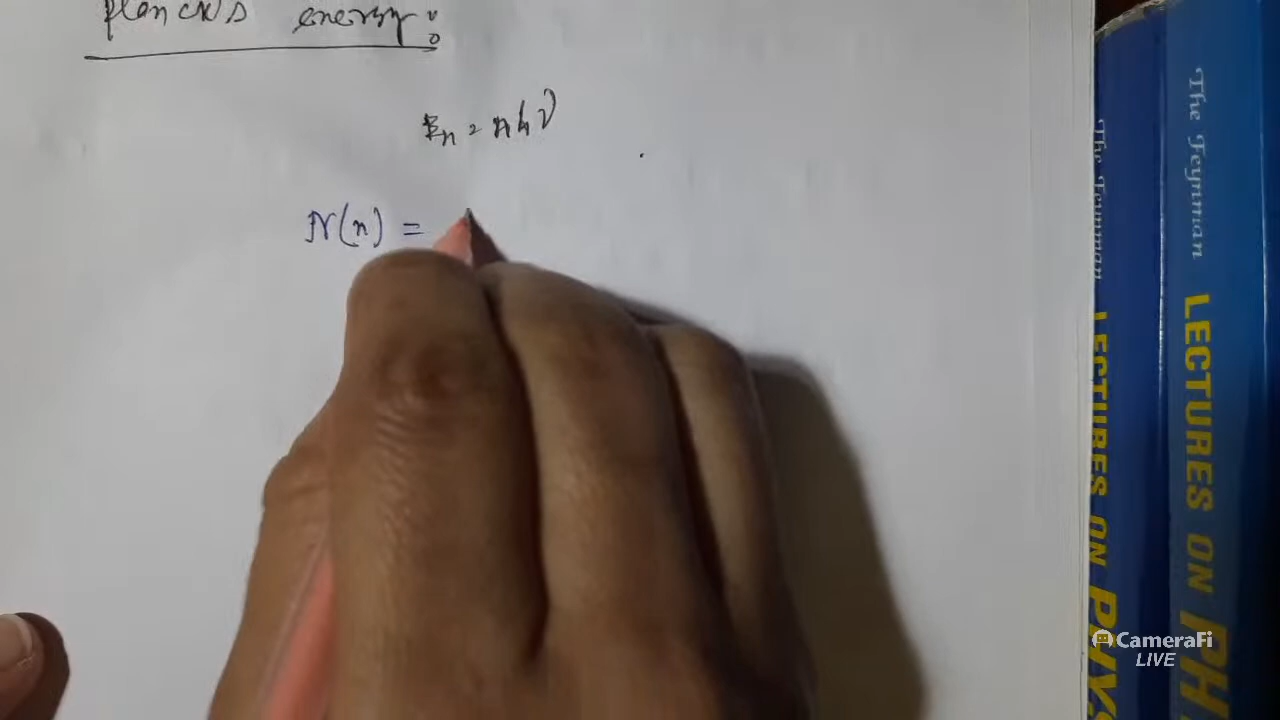 Planck's energy:
En = nhν
N(n) =
The Feynman
LECTURES ON PHYS
The Feynman
LECTURES ON PH
CameraFi
LIVE